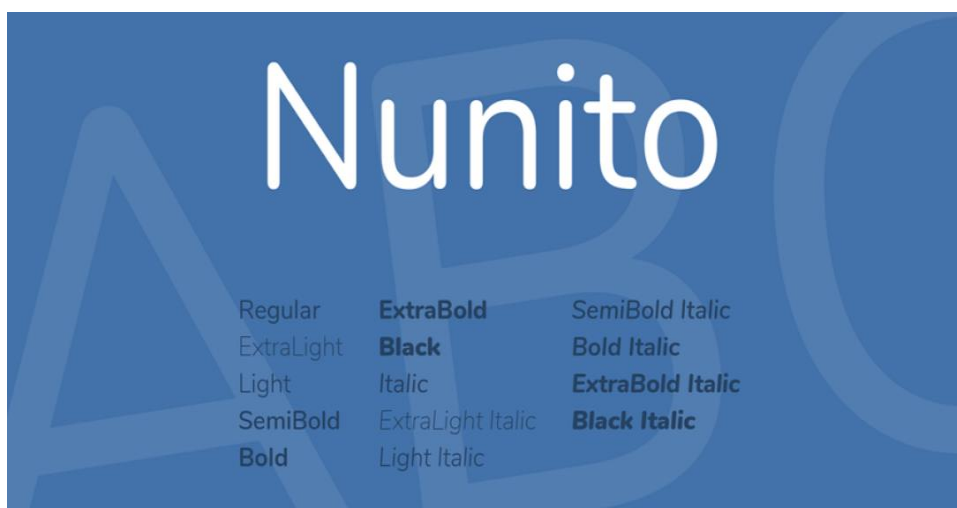 ABC
Nunito
Regular
ExtraLight
Light
SemiBold
Bold
ExtraBold
Black
Italic
ExtraLight Italic
Light Italic
SemiBold Italic
Bold Italic
ExtraBold Italic
Black Italic